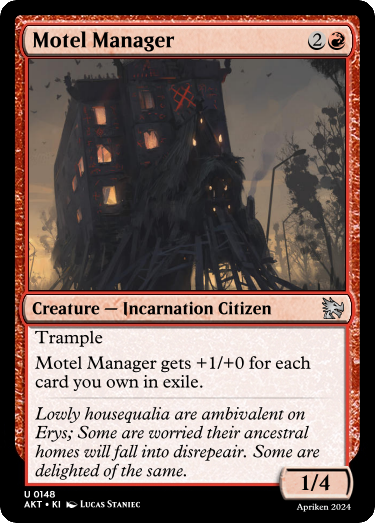 Motel Manager 2
Creature — Incarnation Citizen
Trample
Motel Manager gets +1/+0 for each
card you own in exile.
Lowly housequalia are ambivalent on
Erys; Some are worried their ancestral
homes will fall into disrepeair. Some are
delighted of the same.
1/4
U 0148
AKT • KI Lucas Staniec
Apriken 2024